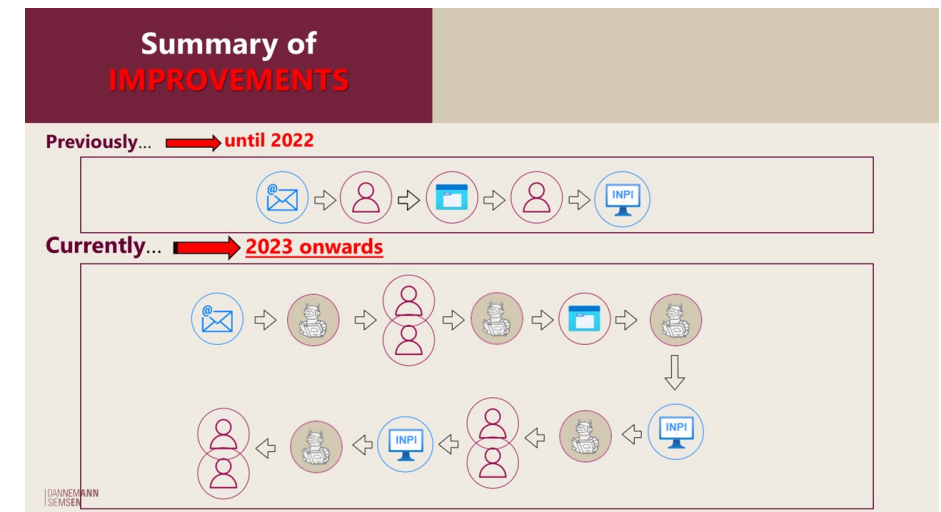 Summary of
IMPROVEMENTS
Previously... until 2022
@
INPI
Currently... 2023 onwards
@
INPI
INPI
DANNEMANN
SIEMSEN